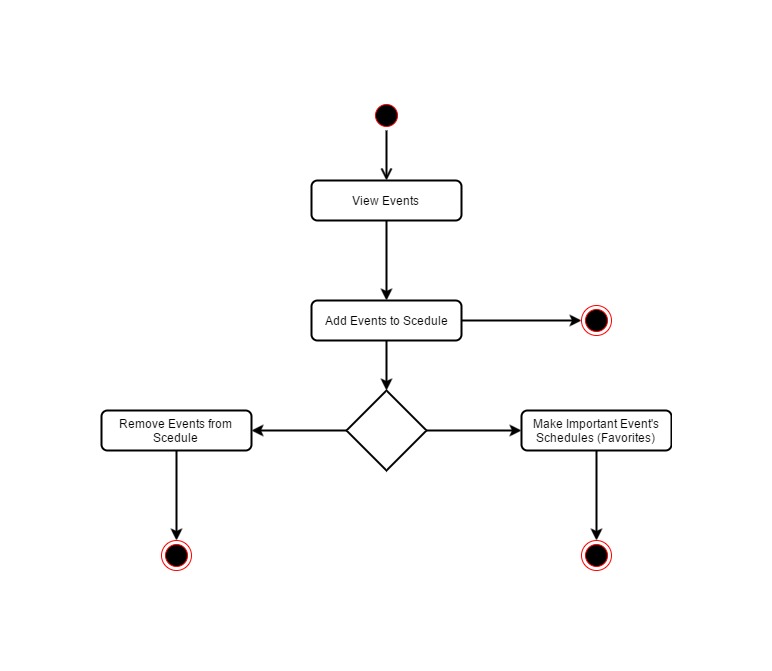 View Events
Add Events to Scedule
Remove Events from
Scedule
Make Important Event's
Schedules (Favorites)